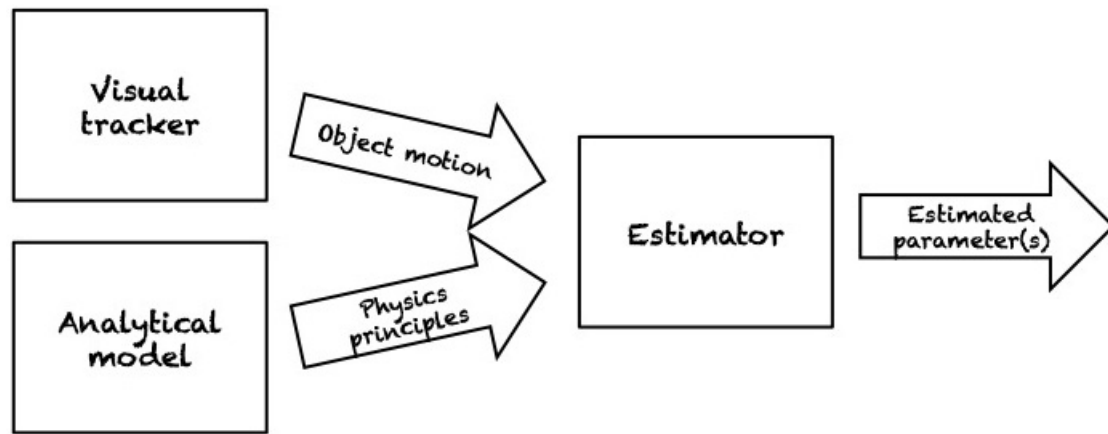 Visual
tracker
Object motion
Analytical
model
Physics
principles
Estimator
Estimated
parameter(s)